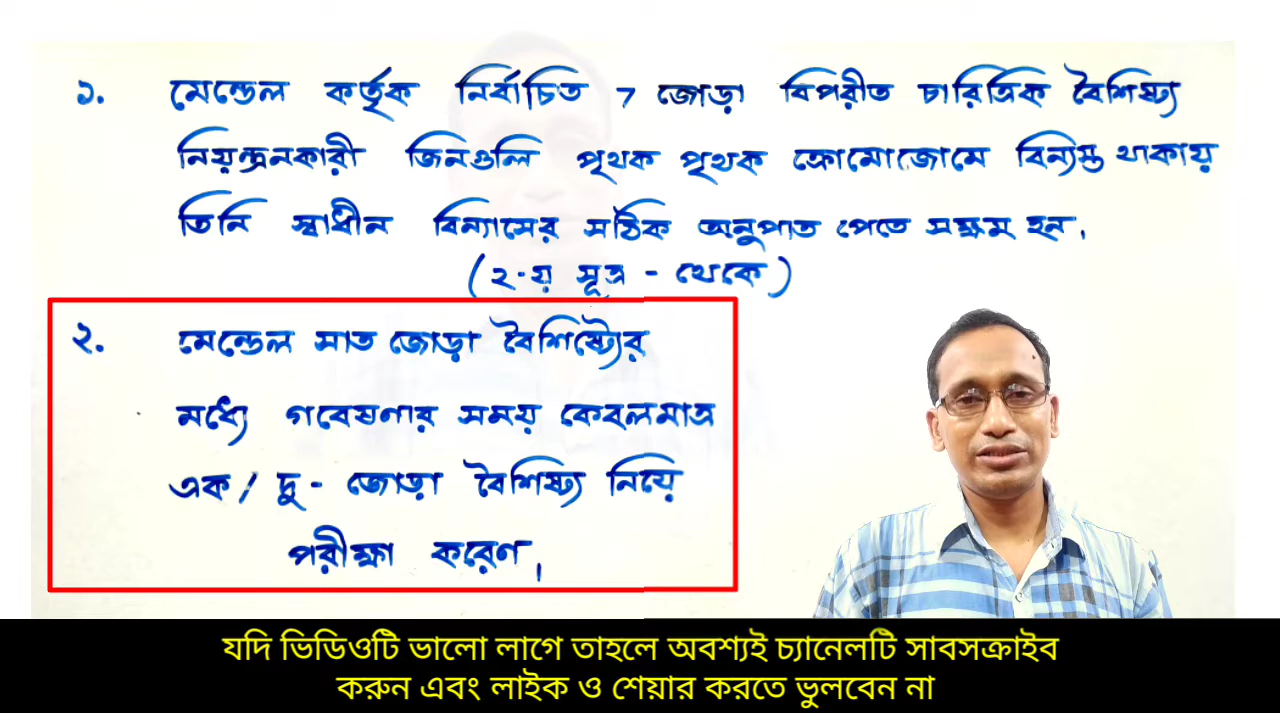 ১. মেন্ডেল কর্তৃক নির্বাচিত 7 জোড়া বিপরীত চারিত্রিক বৈশিষ্ট্য
নিয়ন্ত্রনকারী জিনগুলি পৃথক পৃথক ক্রোমোজোমে বিন্যস্ত থাকায়
তিনি স্বাধীন বিন্যাসের সঠিক অনুপাত পেতে সক্ষম হন।
(২-য় সূত্র - থেকে)
২. মেন্ডেল সাত জোড়া বৈশিষ্ট্যের
মধ্যে গবেষণার সময় কেবলমাত্র
এক/ দু - জোড়া বৈশিষ্ট্য নিয়ে
পরীক্ষা করেণ।
যদি ভিডিওটি ভালো লাগে তাহলে অবশ্যই চ্যানেলটি সাবসক্রাইব
করুন এবং লাইক ও শেয়ার করতে ভুলবেন না